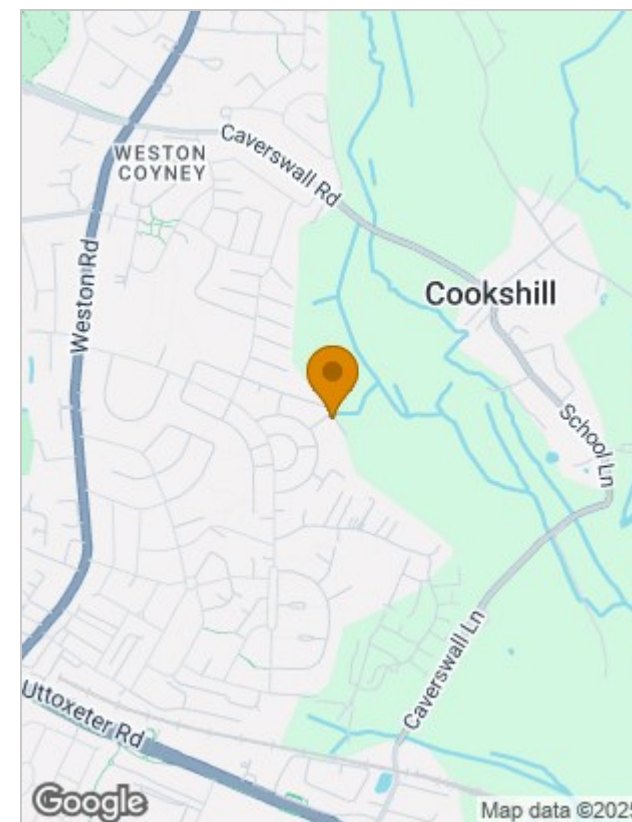 Caverswall Rd
WESTON
COYNEY
Weston Rd
Cookshill
School Ln
Caverswall Ln
Uttoxeter Rd
Google
Map data ©2025